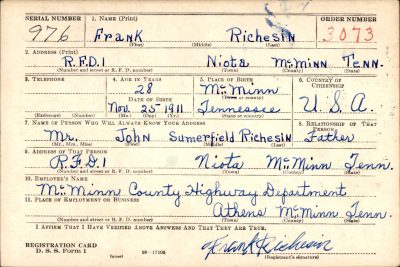 SERIAL NUMBER 1. NAME (Print) ORDER NUMBER
976 Frank Richesin 3073
(First) (Middle) (Last)
2. ADDRESS (Print)
R.F.D.1 Niota McMinn Tenn.
(Number and street or R. F. D. number) (Town) (County) (State)
3. TELEPHONE 4. AGE IN YEARS 5. PLACE OF BIRTH 6. COUNTRY OF CITIZENSHIP
28 McMinn
DATE OF BIRTH (Town or county)
Nov. 25 1911 Tennessee U.S.A.
(Exchange) (Number) (Mo.) (Day) (Yr.) (State or country)
7. NAME OF PERSON WHO WILL ALWAYS KNOW YOUR ADDRESS 8. RELATIONSHIP OF THAT PERSON
Mr. John Sumerfield Richesin Father
(Mr., Mrs., Miss) (First) (Middle) (Last)
9. ADDRESS OF THAT PERSON
R.F.D.1 Niota McMinn Tenn.
(Number and street or R. F. D. number) (Town) (County) (State)
10. EMPLOYER'S NAME
McMinn County Highway Department
11. PLACE OF EMPLOYMENT OR BUSINESS
Athens McMinn Tenn.
(Number and street or R. F. D. number) (Town) (County) (State)
I AFFIRM THAT I HAVE VERIFIED ABOVE ANSWERS AND THAT THEY ARE TRUE.
REGISTRATION CARD
D. S. S. Form 1 (over) 16-17105 Frank Richesin
(Registrant's signature)